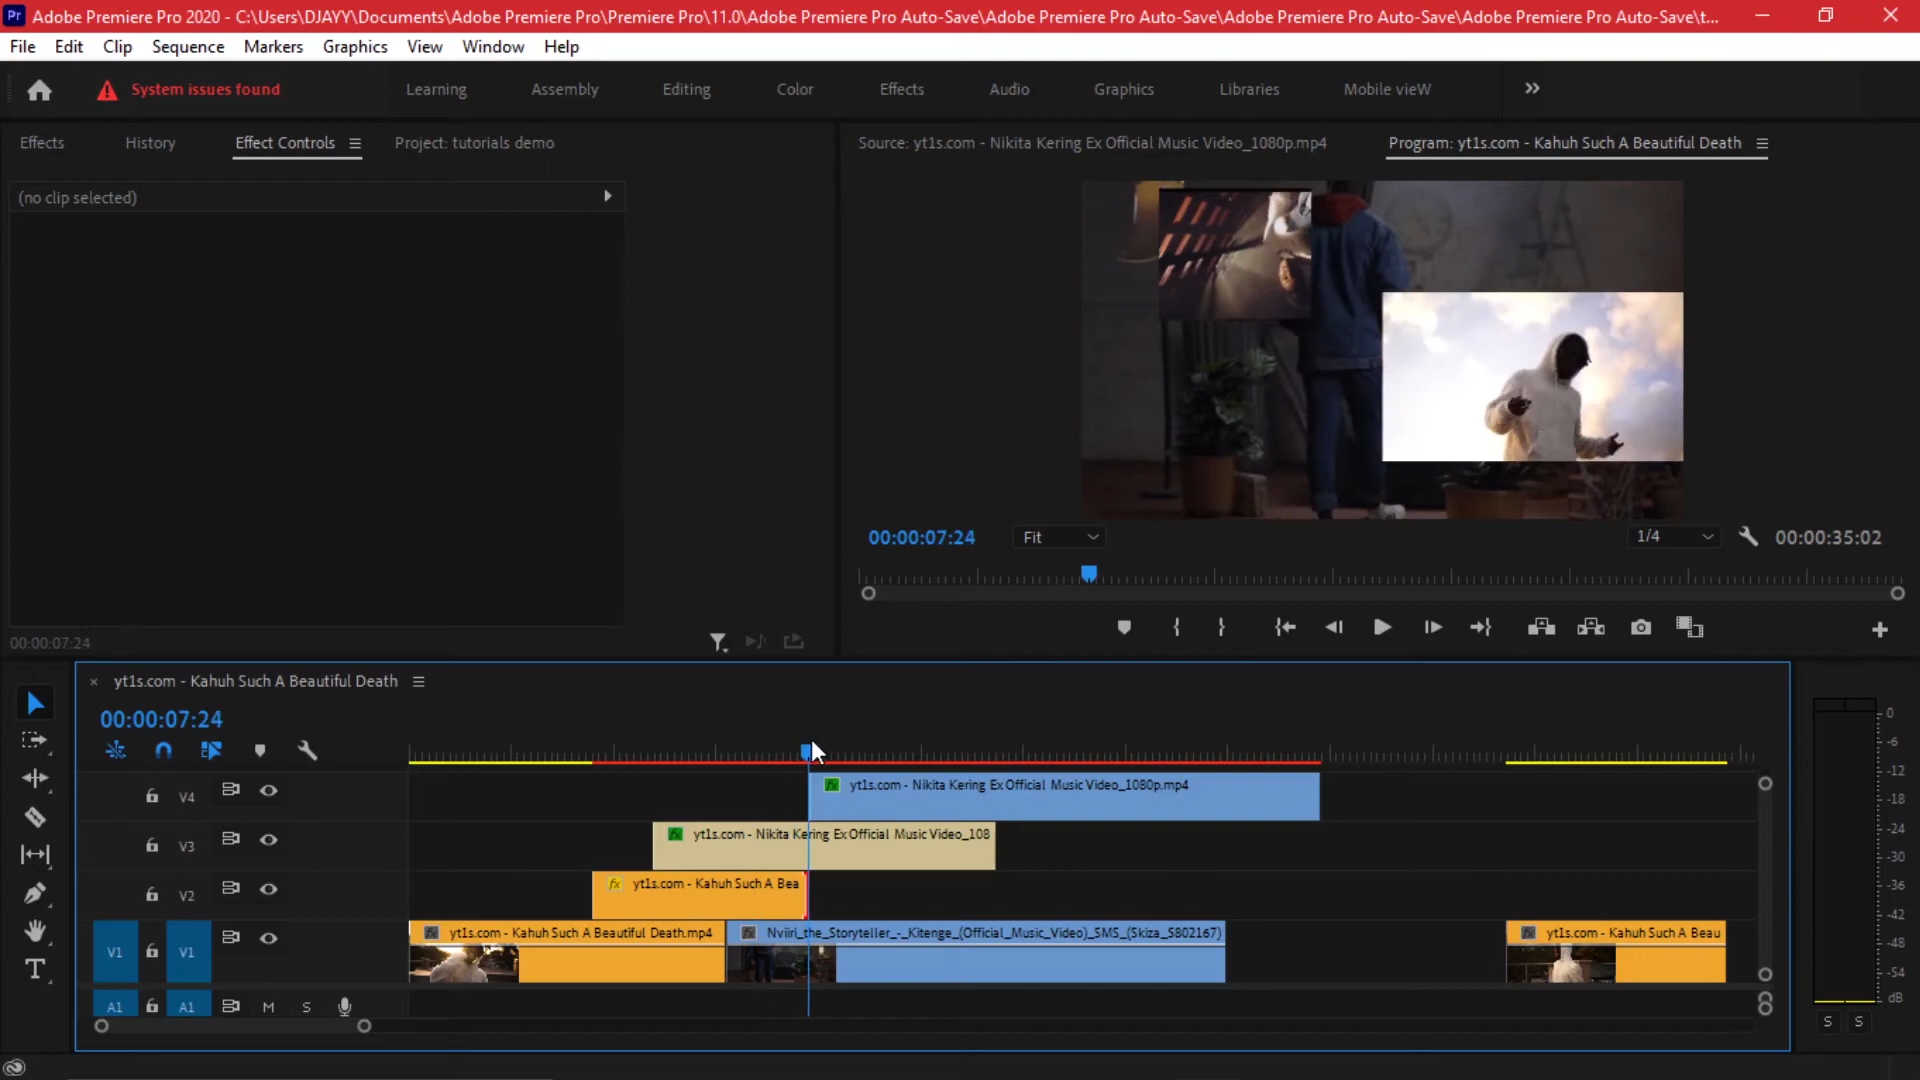 Pr Adobe Premiere Pro 2020 - C:\Users\DJAYY\Documents\Adobe Premiere Pro\Premiere Pro\11.0\Adobe Premiere Pro Auto-Save\Adobe Premiere Pro Auto-Save\Adobe Premiere Pro Auto-Save\Adobe Premiere Pro Auto-Save\t...
File Edit Clip Sequence Markers Graphics View Window Help
System issues found Learning Assembly Editing Color Effects Audio Graphics Libraries Mobile vieW
Effects History Effect Controls Project: tutorials demo Source: yt1s.com - Nikita Kering Ex Official Music Video_1080p.mp4 Program: yt1s.com - Kahuh Such A Beautiful Death
(no clip selected)
00:00:07:24 Fit 1/4 00:00:35:02
00:00:07:24
yt1s.com - Kahuh Such A Beautiful Death
00:00:07:24
V4 fx yt1s.com - Nikita Kering Ex Official Music Video_1080p.mp4
V3 fx yt1s.com - Nikita Kering Ex Official Music Video_108
V2 fx yt1s.com - Kahuh Such A Bea
V1 V1 fx yt1s.com - Kahuh Such A Beautiful Death.mp4 fx Nviiri_the_Storyteller_-_Kitenge_(Official_Music_Video)_SMS_(Skiza_5802167) fx yt1s.com - Kahuh Such A Beau
A1 A1 M S
0
-6
-12
-18
-24
-30
-36
-42
-48
-54
dB
S S